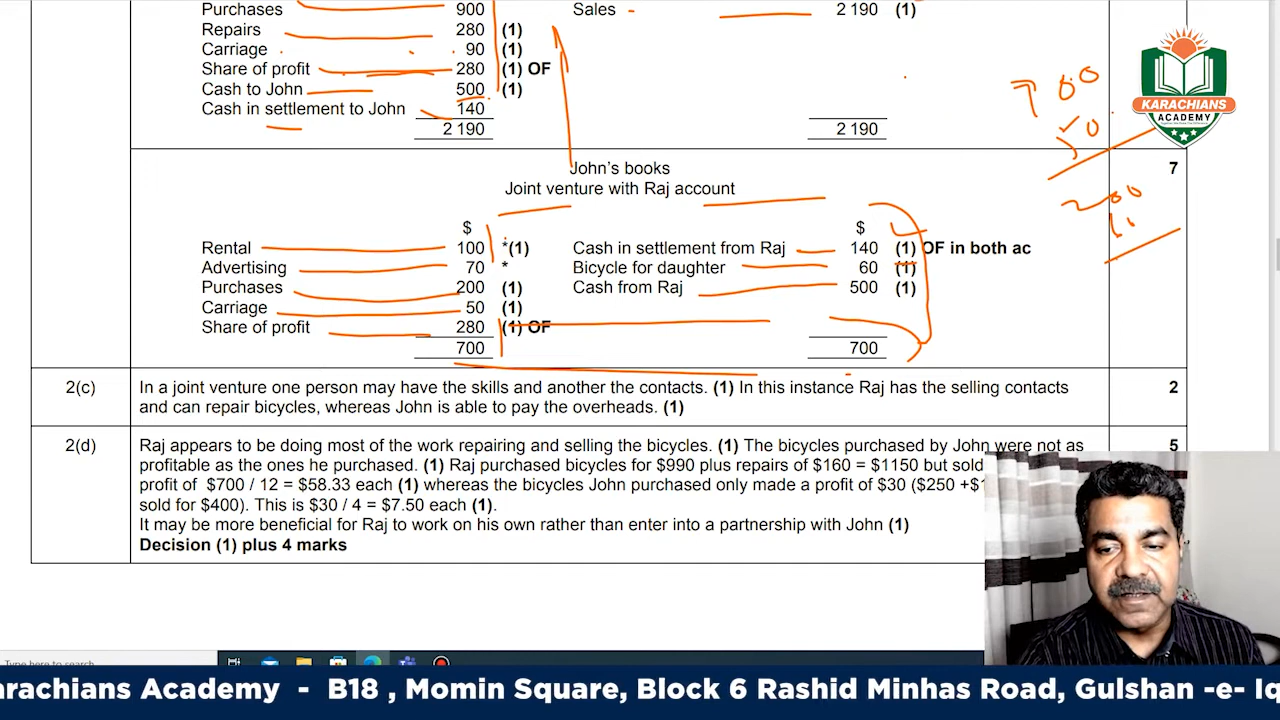 Purchases 900 Sales 2 190 (1)
Repairs 280 (1)
Carriage 90 (1)
Share of profit 280 (1) OF
Cash to John 500 (1)
Cash in settlement to John 140
2 190 2 190
KARACHIANS
ACADEMY
700
200
John's books 7
Joint venture with Raj account
$ $
Rental 100 *(1) Cash in settlement from Raj 140 (1) OF in both ac
Advertising 70 * Bicycle for daughter 60 (1)
Purchases 200 (1) Cash from Raj 500 (1)
Carriage 50 (1)
Share of profit 280 (1) OF
700 700
2(c) In a joint venture one person may have the skills and another the contacts. (1) In this instance Raj has the selling contacts 2
and can repair bicycles, whereas John is able to pay the overheads. (1)
2(d) Raj appears to be doing most of the work repairing and selling the bicycles. (1) The bicycles purchased by John were not as 5
profitable as the ones he purchased. (1) Raj purchased bicycles for $990 plus repairs of $160 = $1150 but sold
profit of $700 / 12 = $58.33 each (1) whereas the bicycles John purchased only made a profit of $30 ($250 +$1
sold for $400). This is $30 / 4 = $7.50 each (1).
It may be more beneficial for Raj to work on his own rather than enter into a partnership with John (1)
Decision (1) plus 4 marks
Type here to search
arachians Academy - B18 , Momin Square, Block 6 Rashid Minhas Road, Gulshan -e- Iq